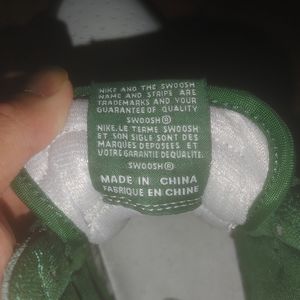 NIKE AND THE SWOOSH
NAME AND STRIPE ARE
TRADEMARKS AND YOUR
GUARANTEE OF QUALITY
SWOOSH®
NIKE, LE TERME SWOOSH
ET SON SIGLE SONT DES
MARQUES DEPOSEES ET
VOTRE GARANTIE DE QUALITE.
SWOOSH®
MADE IN CHINA
FABRIQUE EN CHINE